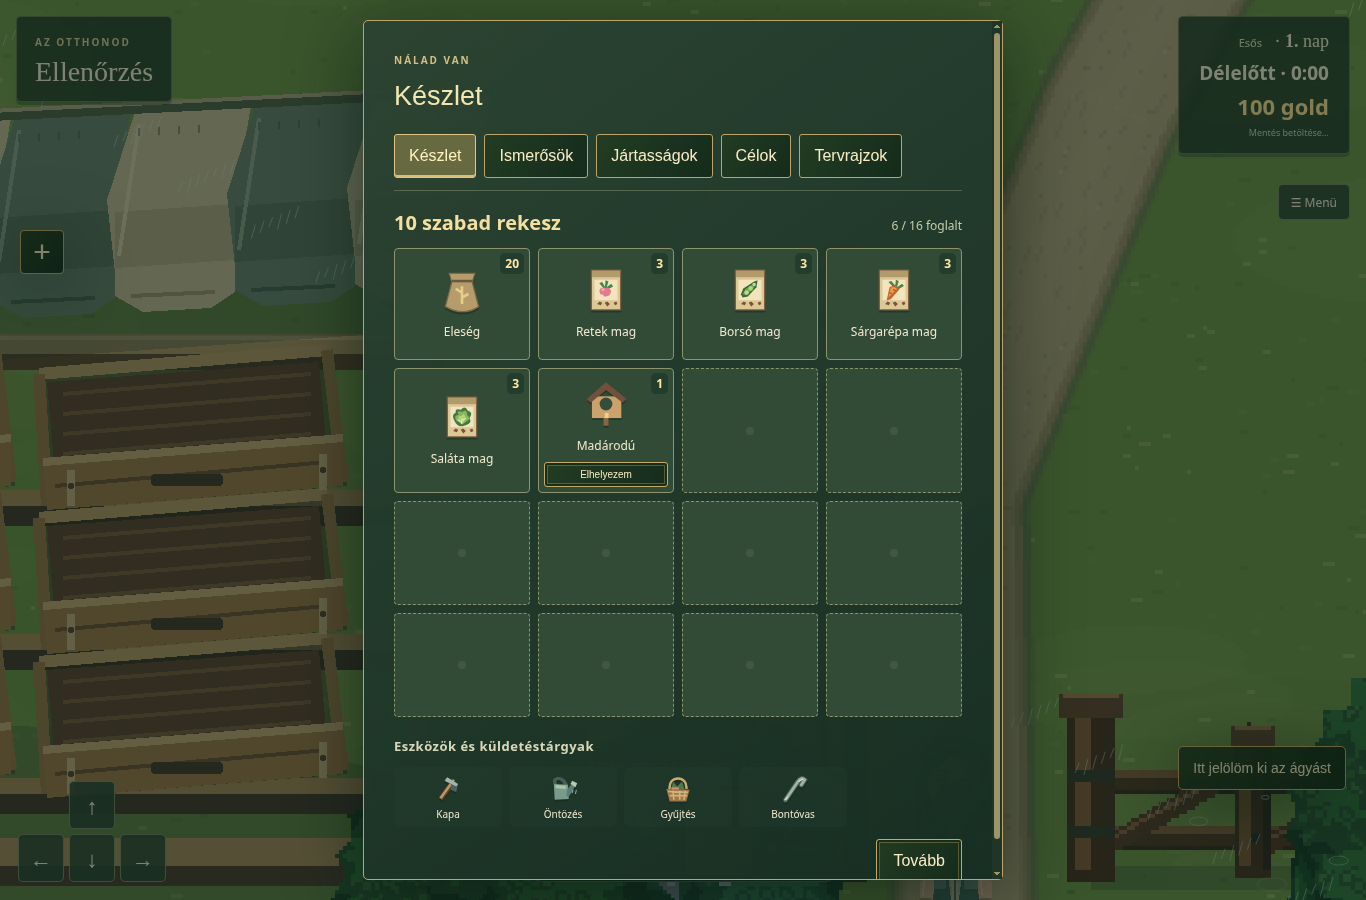 AZ OTTHONOD
Ellenőrzés
NÁLAD VAN
Készlet
Készlet
Ismerősök
Jártasságok
Célok
Tervrajzok
10 szabad rekesz
6 / 16 foglalt
20
Eleség
3
Retek mag
3
Borsó mag
3
Sárgarépa mag
3
Saláta mag
1
Madárodú
Elhelyezem
Eszközök és küldetéstárgyak
Kapa
Öntözés
Gyűjtés
Bontóvas
Tovább
Esős · 1. nap
Délelőtt · 0:00
100 gold
Mentés betöltése…
☰ Menü
+
Itt jelölöm ki az ágyást
↑
← ↓ →